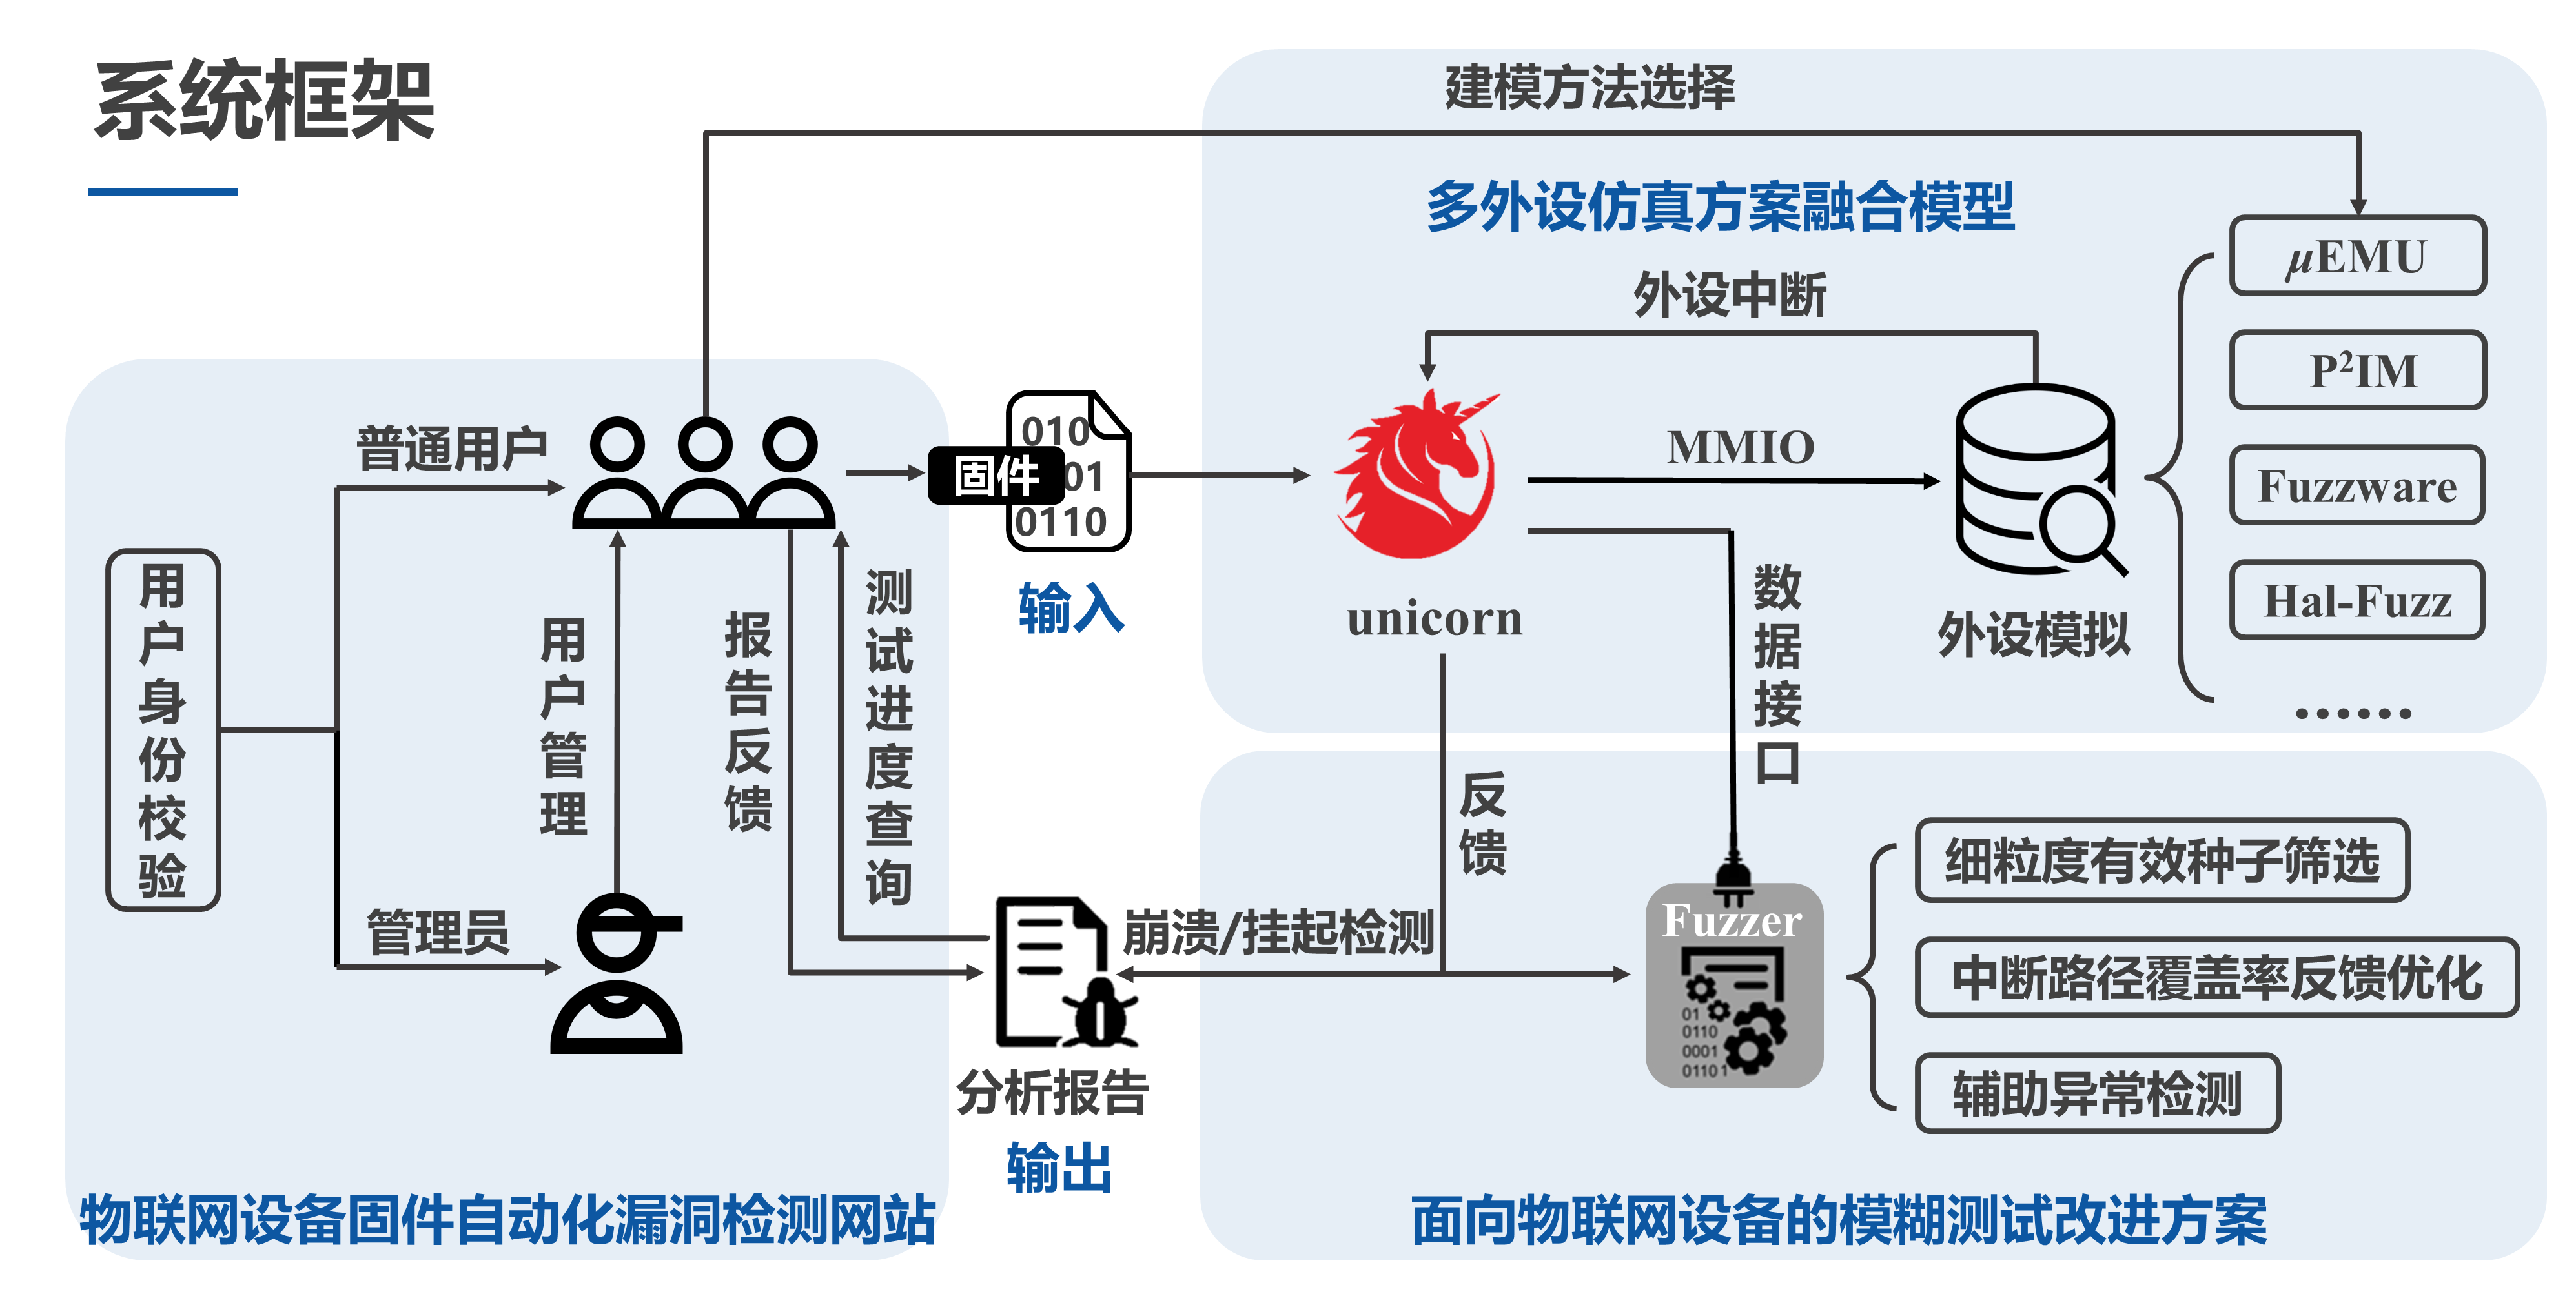 系统框架
建模方法选择
多外设仿真方案融合模型
外设中断
μEMU
P²IM
Fuzzware
Hal-Fuzz
......
普通用户
010
固件 01
0110
输入
MMIO
unicorn
外设模拟
用户身份校验
用户管理
报告反馈
测试进度查询
数据接口
反馈
管理员
崩溃/挂起检测
Fuzzer
01
0110
0001
01101
细粒度有效种子筛选
中断路径覆盖率反馈优化
辅助异常检测
分析报告
输出
物联网设备固件自动化漏洞检测网站
面向物联网设备的模糊测试改进方案